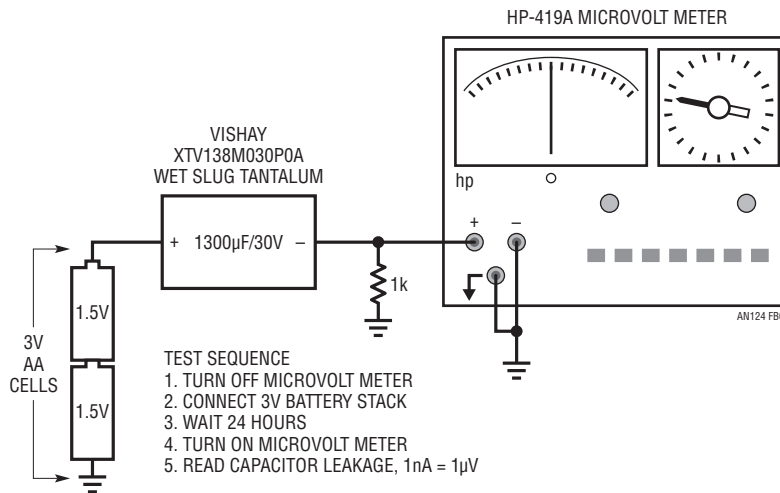 HP-419A MICROVOLT METER
VISHAY
XTV138M030P0A
WET SLUG TANTALUM
hp
+ 1300µF/30V –
+ –
1k
1.5V
3V
AA
CELLS
1.5V
TEST SEQUENCE
1. TURN OFF MICROVOLT METER
2. CONNECT 3V BATTERY STACK
3. WAIT 24 HOURS
4. TURN ON MICROVOLT METER
5. READ CAPACITOR LEAKAGE, 1nA = 1µV
AN124